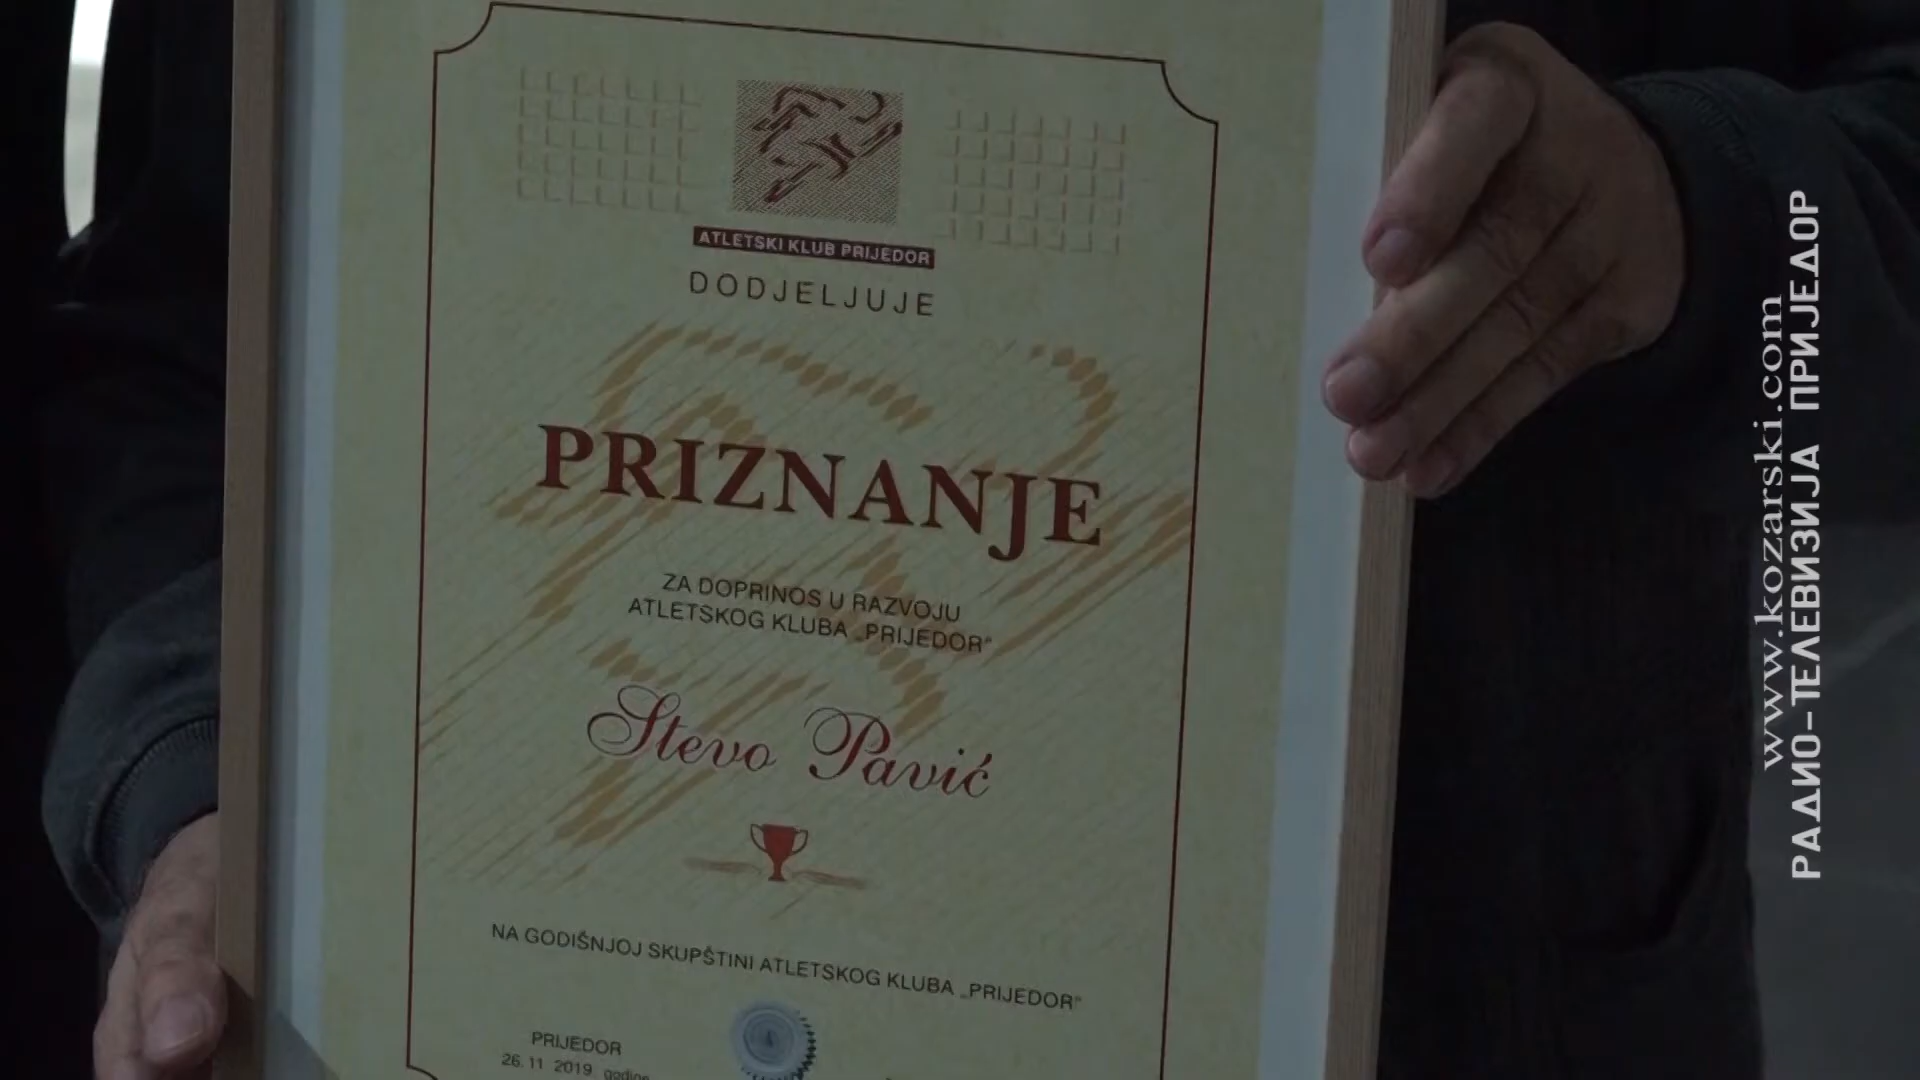 ATLETSKI KLUB PRIJEDOR
DODJELJUJE
PRIZNANJE
ZA DOPRINOS U RAZVOJU
ATLETSKOG KLUBA „PRIJEDOR“
Stevo Pavić
NA GODIŠNJOJ SKUPŠTINI ATLETSKOG KLUBA „PRIJEDOR“
PRIJEDOR
26. 11 2019 godine
www.kozarski.com
РАДИО-ТЕЛЕВИЗИЈА ПРИЈЕДОР